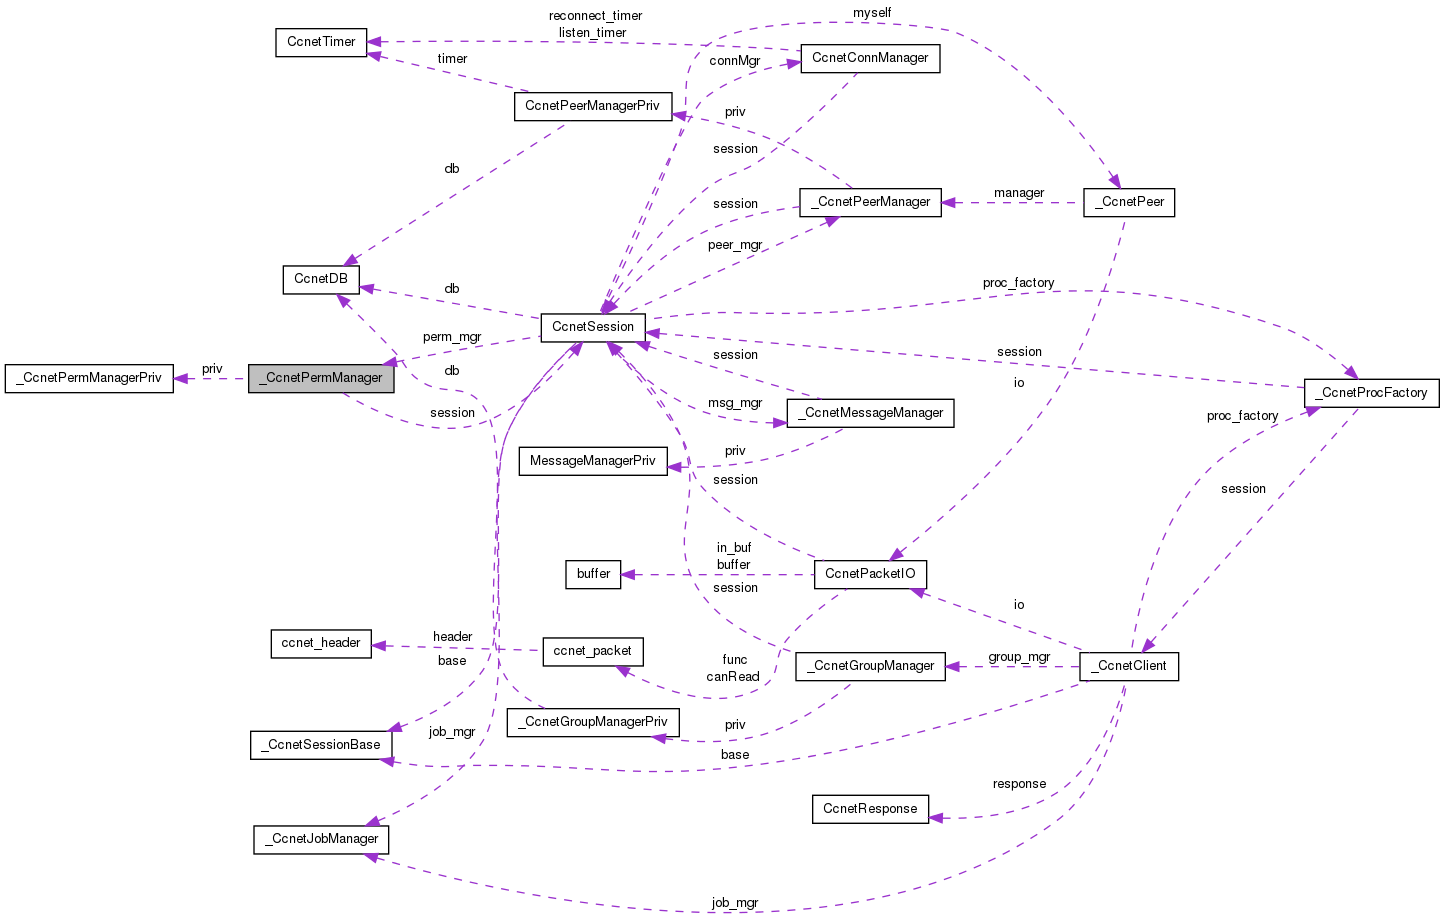 myself
reconnect_timer
listen_timer
CcnetTimer
timer
connMgr
CcnetConnManager
CcnetPeerManagerPriv
priv
session
db
session
_CcnetPeerManager
manager
_CcnetPeer
peer_mgr
CcnetDB
db
proc_factory
CcnetSession
perm_mgr
session
session
_CcnetPermManagerPriv
priv
_CcnetPermManager
db
io
_CcnetProcFactory
session
msg_mgr
_CcnetMessageManager
proc_factory
MessageManagerPriv
priv
session
session
in_buf
buffer
buffer
CcnetPacketIO
session
io
ccnet_header
header
ccnet_packet
base
func
canRead
_CcnetGroupManager
group_mgr
_CcnetClient
_CcnetGroupManagerPriv
priv
job_mgr
_CcnetSessionBase
base
response
CcnetResponse
_CcnetJobManager
job_mgr